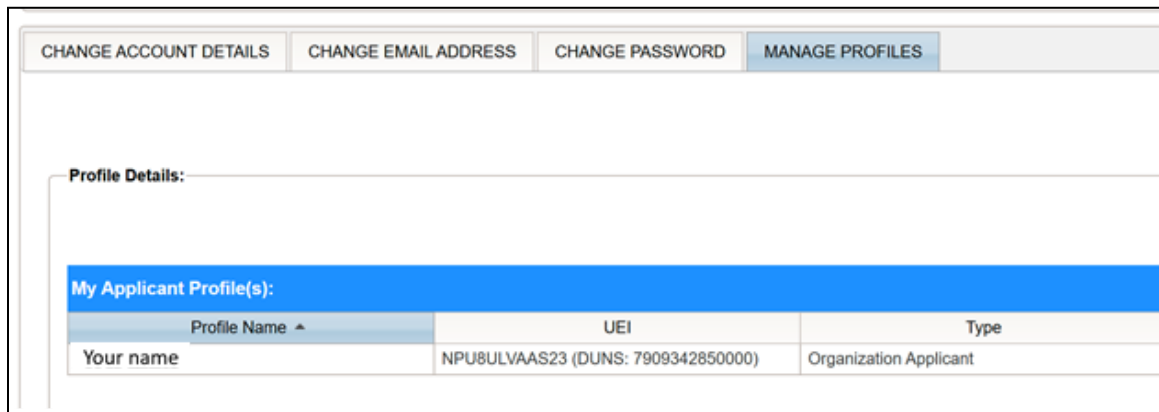 CHANGE ACCOUNT DETAILS CHANGE EMAIL ADDRESS CHANGE PASSWORD MANAGE PROFILES
Profile Details:
My Applicant Profile(s):
Profile Name UEI Type
Your name NPU8ULVAAS23 (DUNS: 7909342850000) Organization Applicant